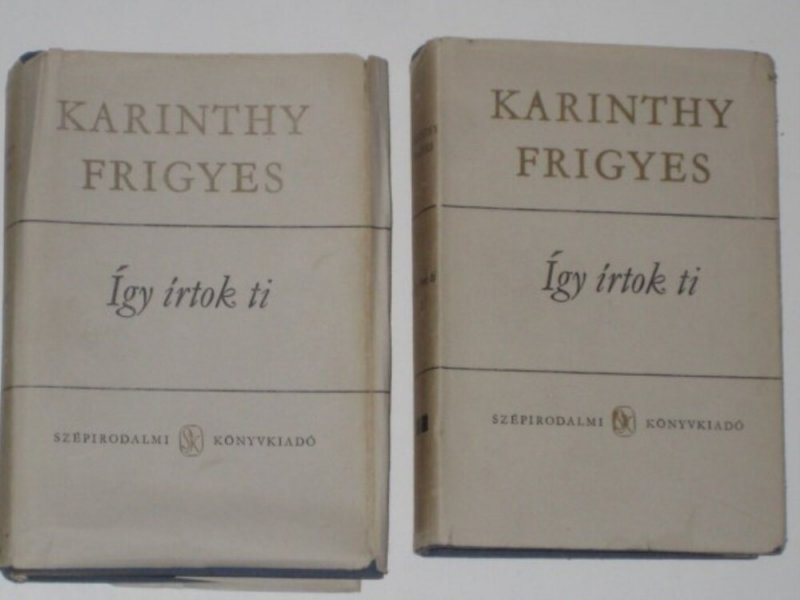 KARINTHY
FRIGYES
Így írtok ti
SZÉPIRODALMI KÖNYVKIADÓ
KARINTHY
FRIGYES
Így írtok ti
SZÉPIRODALMI KÖNYVKIADÓ